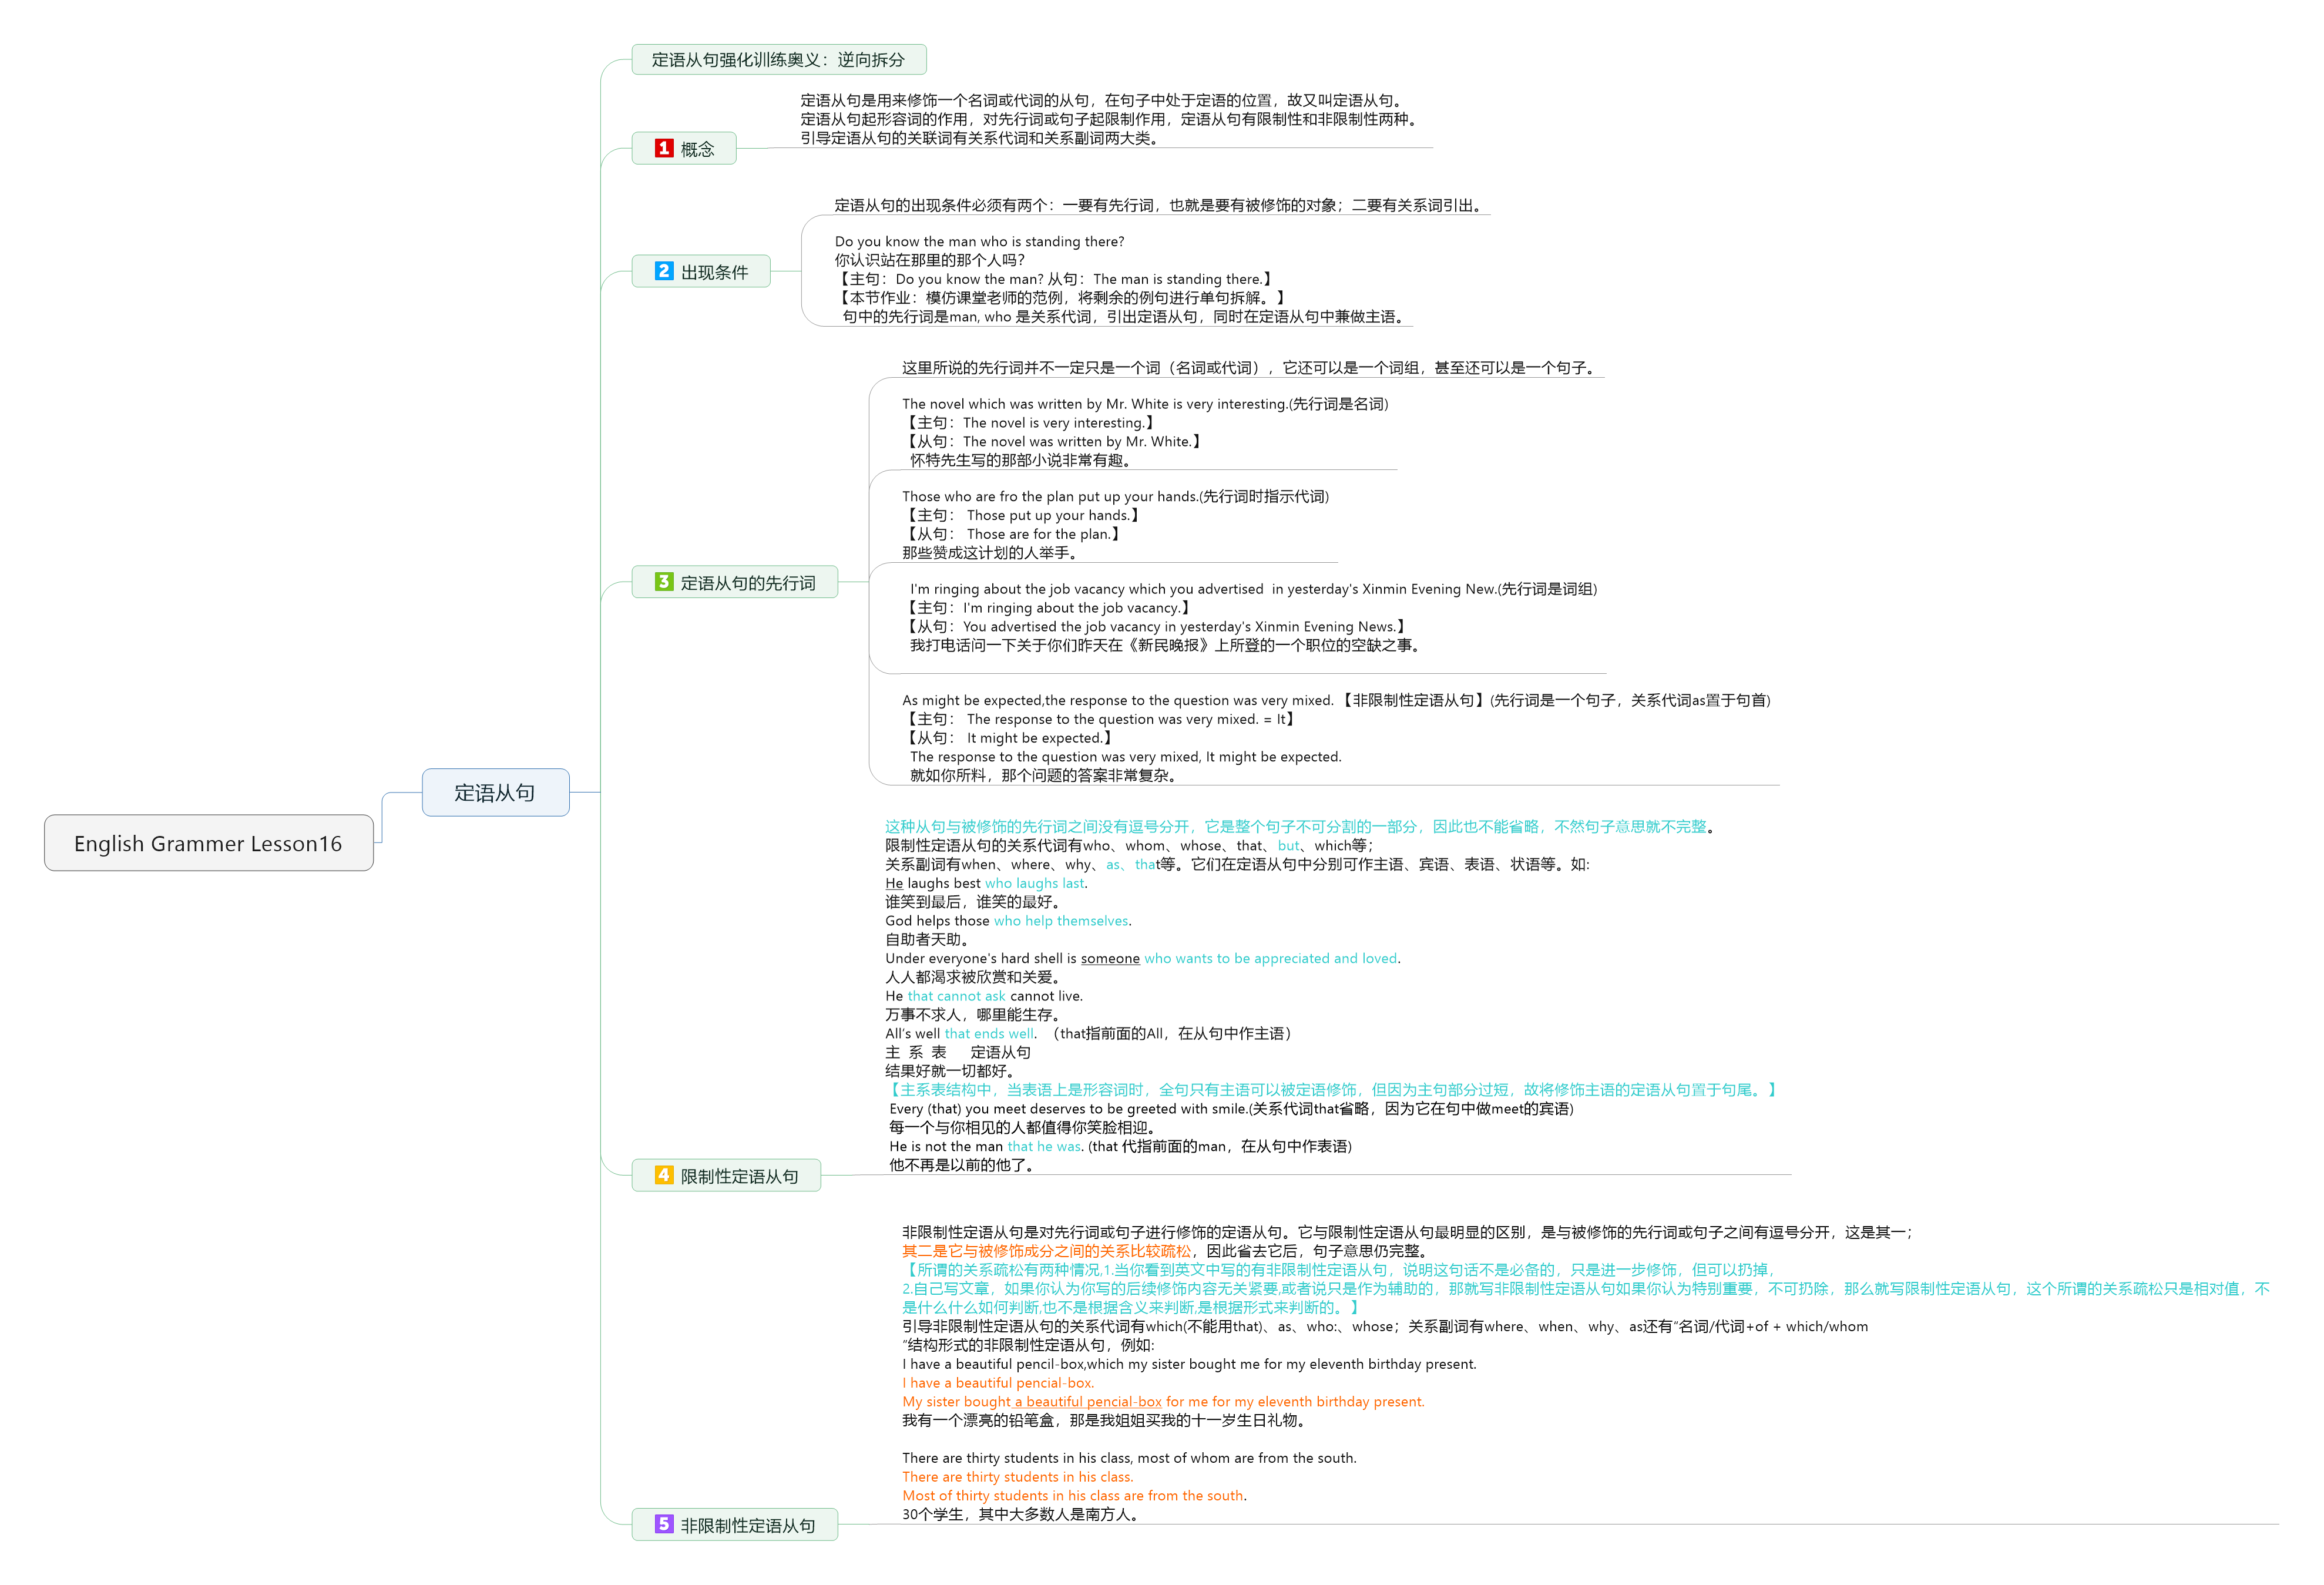 English Grammer Lesson16
定语从句
定语从句强化训练奥义：逆向拆分
1 概念
定语从句是用来修饰一个名词或代词的从句，在句子中处于定语的位置，故又叫定语从句。
定语从句起形容词的作用，对先行词或句子起限制作用，定语从句有限制性和非限制性两种。
引导定语从句的关联词有关系代词和关系副词两大类。
2 出现条件
定语从句的出现条件必须有两个：一要有先行词，也就是要有被修饰的对象；二要有关系词引出。
Do you know the man who is standing there?
你认识站在那里的那个人吗？
【主句：Do you know the man? 从句：The man is standing there.】
【本节作业：模仿课堂老师的范例，将剩余的例句进行单句拆解。】
句中的先行词是man, who 是关系代词，引出定语从句，同时在定语从句中兼做主语。
3 定语从句的先行词
这里所说的先行词并不一定只是一个词（名词或代词），它还可以是一个词组，甚至还可以是一个句子。
The novel which was written by Mr. White is very interesting.(先行词是名词)
【主句：The novel is very interesting.】
【从句：The novel was written by Mr. White.】
怀特先生写的那部小说非常有趣。
Those who are fro the plan put up your hands.(先行词时指示代词)
【主句： Those put up your hands.】
【从句： Those are for the plan.】
那些赞成这计划的人举手。
I'm ringing about the job vacancy which you advertised  in yesterday's Xinmin Evening New.(先行词是词组)
【主句：I'm ringing about the job vacancy.】
【从句：You advertised the job vacancy in yesterday's Xinmin Evening News.】
我打电话问一下关于你们昨天在《新民晚报》上所登的一个职位的空缺之事。
As might be expected,the response to the question was very mixed. 【非限制性定语从句】(先行词是一个句子，关系代词as置于句首)
【主句： The response to the question was very mixed. = It】
【从句： It might be expected.】
The response to the question was very mixed, It might be expected.
就如你所料，那个问题的答案非常复杂。
4 限制性定语从句
这种从句与被修饰的先行词之间没有逗号分开，它是整个句子不可分割的一部分，因此也不能省略，不然句子意思就不完整。
限制性定语从句的关系代词有who、whom、whose、that、but、which等；
关系副词有when、where、why、as、that等。它们在定语从句中分别可作主语、宾语、表语、状语等。如:
He laughs best who laughs last.
谁笑到最后，谁笑的最好。
God helps those who help themselves.
自助者天助。
Under everyone's hard shell is someone who wants to be appreciated and loved.
人人都渴求被欣赏和关爱。
He that cannot ask cannot live.
万事不求人，哪里能生存。
All's well that ends well.  （that指前面的All，在从句中作主语）
主  系  表      定语从句
结果好就一切都好。
【主系表结构中，当表语上是形容词时，全句只有主语可以被定语修饰，但因为主句部分过短，故将修饰主语的定语从句置于句尾。】
Every (that) you meet deserves to be greeted with smile.(关系代词that省略，因为它在句中做meet的宾语)
每一个与你相见的人都值得你笑脸相迎。
He is not the man that he was. (that 代指前面的man，在从句中作表语)
他不再是以前的他了。
5 非限制性定语从句
非限制性定语从句是对先行词或句子进行修饰的定语从句。它与限制性定语从句最明显的区别，是与被修饰的先行词或句子之间有逗号分开，这是其一；
其二是它与被修饰成分之间的关系比较疏松，因此省去它后，句子意思仍完整。
【所谓的关系疏松有两种情况,1.当你看到英文中写的有非限制性定语从句，说明这句话不是必备的，只是进一步修饰，但可以扔掉，
2.自己写文章，如果你认为你写的后续修饰内容无关紧要,或者说只是作为辅助的，那就写非限制性定语从句如果你认为特别重要，不可扔除，那么就写限制性定语从句，这个所谓的关系疏松只是相对值，不
是什么什么如何判断,也不是根据含义来判断,是根据形式来判断的。】
引导非限制性定语从句的关系代词有which(不能用that)、as、who:、whose；关系副词有where、when、why、as还有“名词/代词+of + which/whom
“结构形式的非限制性定语从句，例如:
I have a beautiful pencil-box,which my sister bought me for my eleventh birthday present.
I have a beautiful pencial-box.
My sister bought a beautiful pencial-box for me for my eleventh birthday present.
我有一个漂亮的铅笔盒，那是我姐姐买我的十一岁生日礼物。
There are thirty students in his class, most of whom are from the south.
There are thirty students in his class.
Most of thirty students in his class are from the south.
30个学生，其中大多数人是南方人。